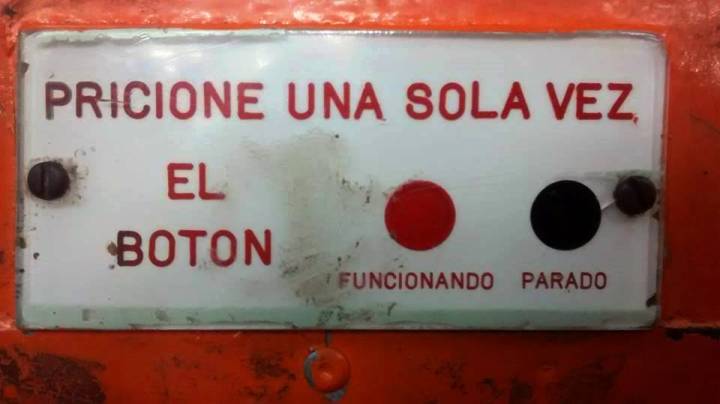 PRICIONE UNA SOLA VEZ
EL
BOTON
FUNCIONANDO PARADO